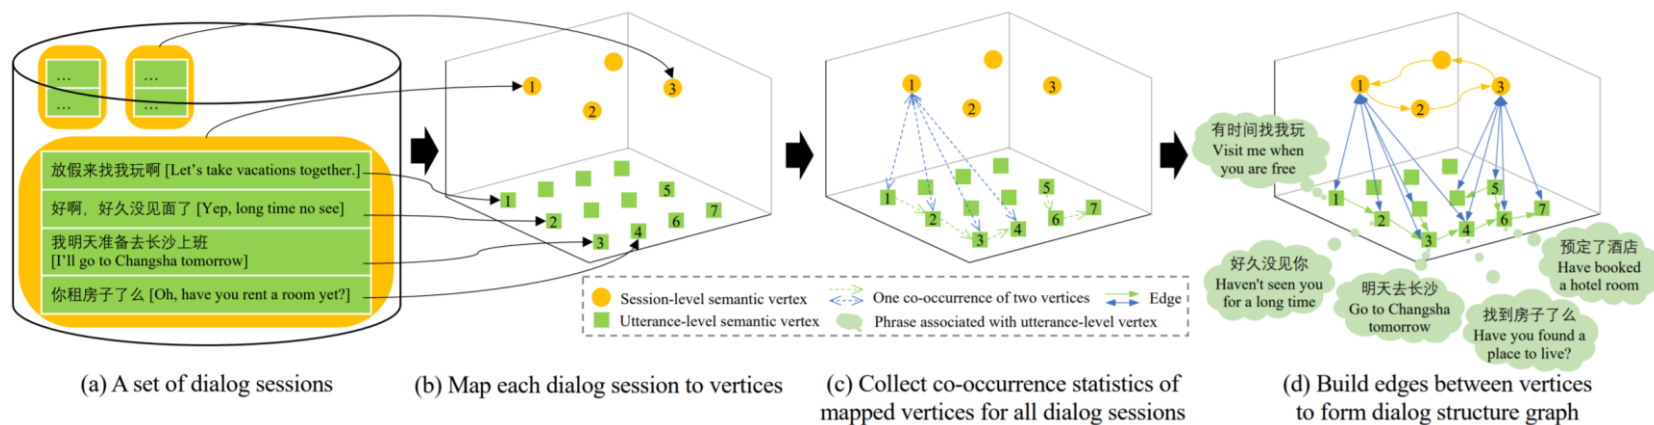 ...
...
...
...
放假来找我玩啊 [Let's take vacations together.]
好啊，好久没见面了 [Yep, long time no see]
我明天准备去长沙上班
[I'll go to Changsha tomorrow]
你租房子了么 [Oh, have you rent a room yet?]
(a) A set of dialog sessions
1
2
3
1
2
3
4
5
6
7
(b) Map each dialog session to vertices
1
2
3
1
2
3
4
5
6
7
(c) Collect co-occurrence statistics of
mapped vertices for all dialog sessions
Session-level semantic vertex
One co-occurrence of two vertices
Edge
Utterance-level semantic vertex
Phrase associated with utterance-level vertex
1
2
3
1
2
3
4
5
6
7
有时间找我玩
Visit me when
you are free
好久没见你
Haven't seen you
for a long time
明天去长沙
Go to Changsha
tomorrow
找到房子了么
Have you found a
place to live?
预定了酒店
Have booked
a hotel room
(d) Build edges between vertices
to form dialog structure graph